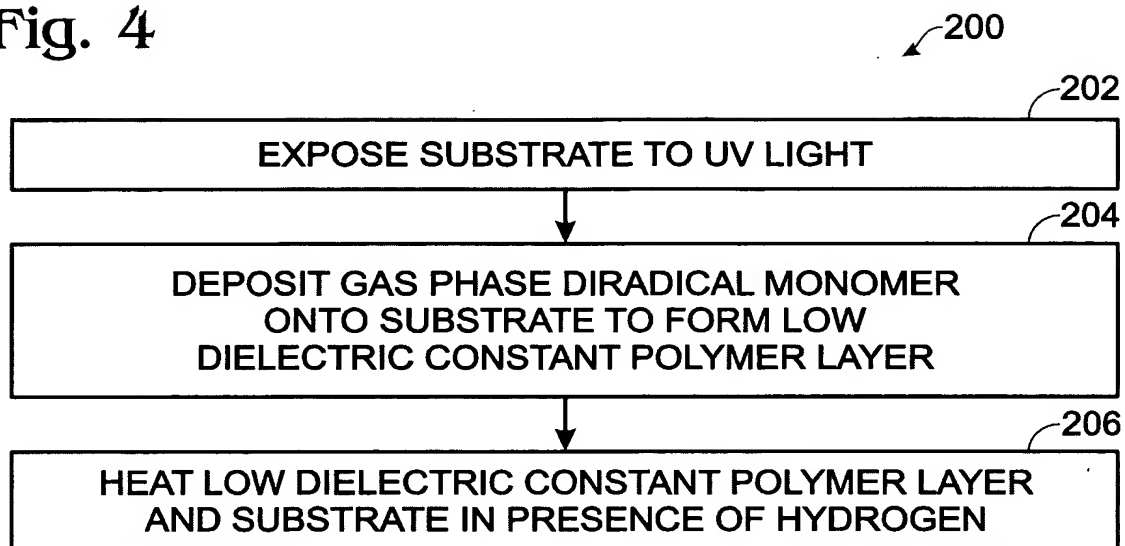 Fig. 4
200
202
EXPOSE SUBSTRATE TO UV LIGHT
204
DEPOSIT GAS PHASE DIRADICAL MONOMER
ONTO SUBSTRATE TO FORM LOW
DIELECTRIC CONSTANT POLYMER LAYER
206
HEAT LOW DIELECTRIC CONSTANT POLYMER LAYER
AND SUBSTRATE IN PRESENCE OF HYDROGEN